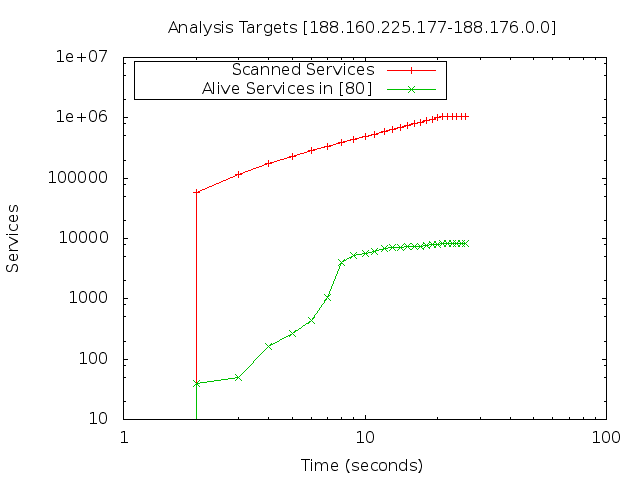 Analysis Targets [188.160.225.177-188.176.0.0]
1e+07
1e+06
100000
10000
1000
100
10
Services
Scanned Services
Alive Services in [80]
1
10
100
Time (seconds)